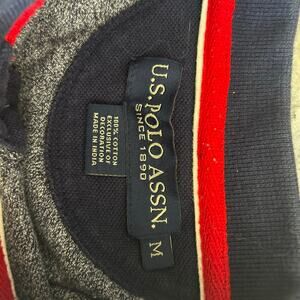 U.S. POLO ASSN.
SINCE 1890
M
100% COTTON
EXCLUSIVE OF
DECORATION
MADE IN INDIA